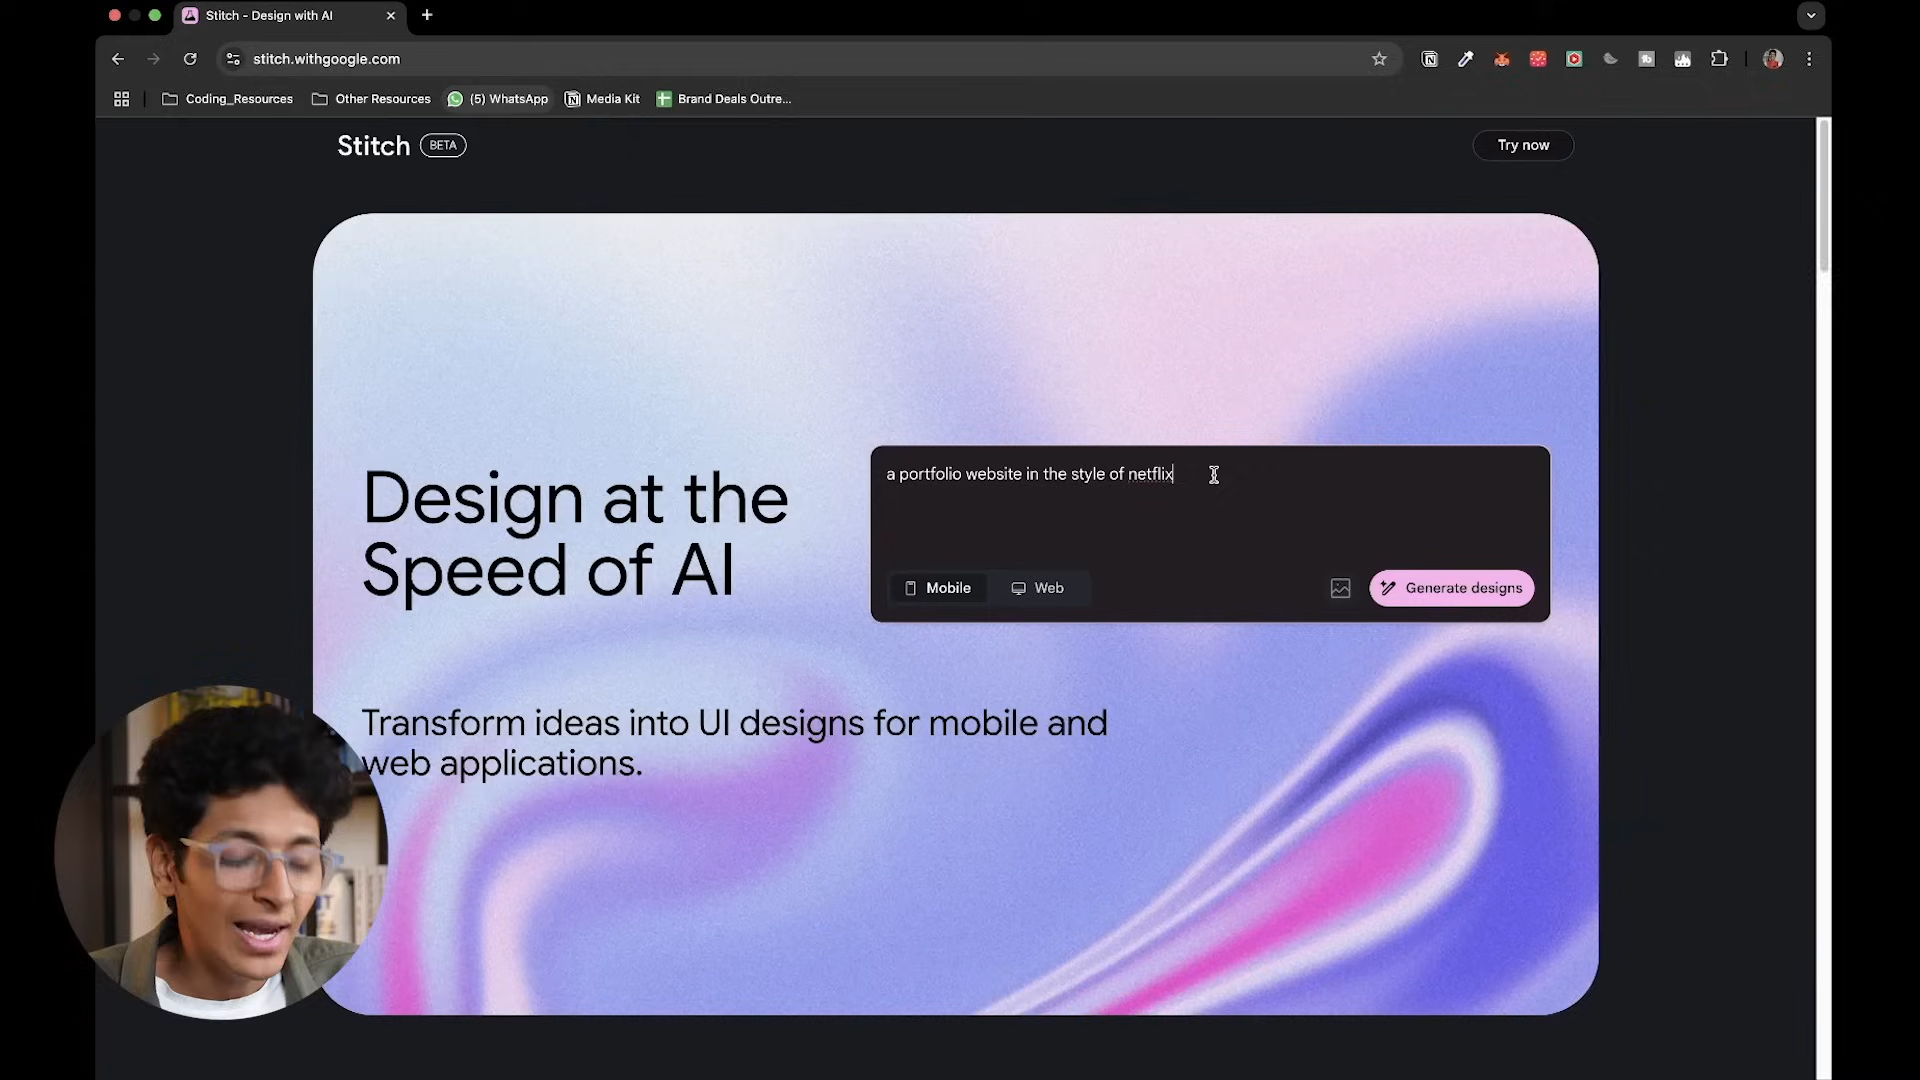 Stitch - Design with AI
stitch.withgoogle.com
Coding_Resources
Other Resources
(5) WhatsApp
Media Kit
Brand Deals Outre...
Stitch BETA
Try now
Design at the
Speed of AI
a portfolio website in the style of netflix
Mobile
Web
Generate designs
Transform ideas into UI designs for mobile and
web applications.